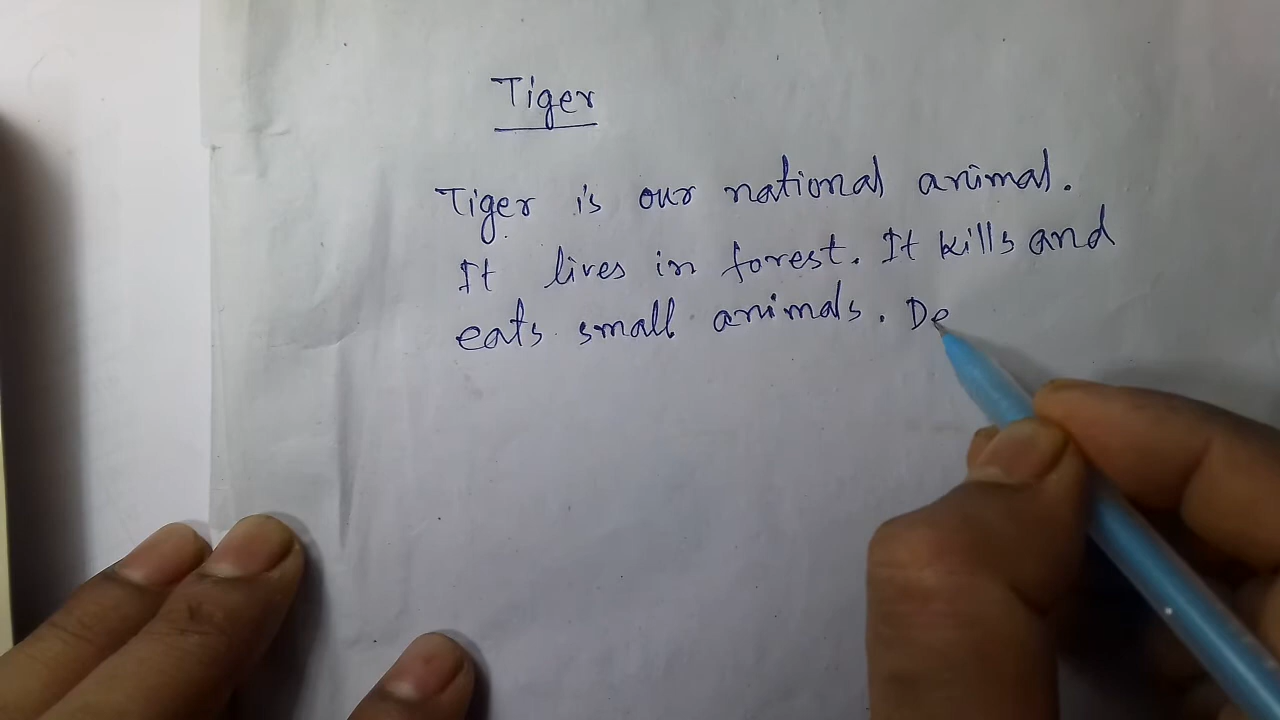 Tiger
Tiger is our national animal.
It lives in forest. It kills and
eats small animals. De